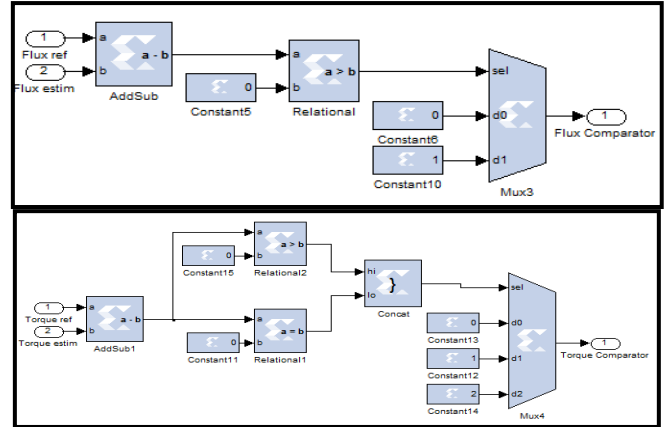 1
Flux ref
2
Flux estim
a
b
a - b
AddSub
0
Constant5
a
b
a > b
Relational
0
Constant6
1
Constant10
sel
d0
d1
Mux3
1
Flux Comparator
1
Torque ref
2
Torque estim
a
b
a - b
AddSub1
0
Constant15
a
b
a > b
Relational2
0
Constant11
a
b
a = b
Relational1
hi
lo
}
Concat
0
Constant13
1
Constant12
2
Constant14
sel
d0
d1
d2
Mux4
1
Torque Comparator